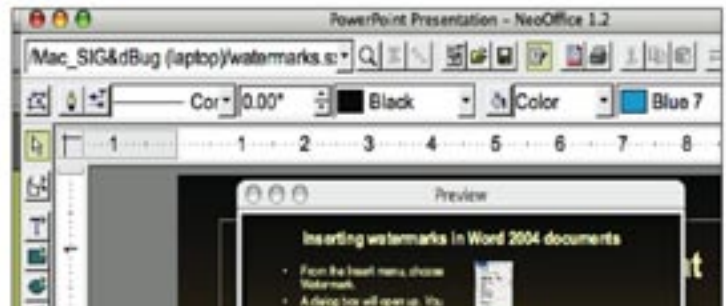 PowerPoint Presentation - NeoOffice 1.2
/Mac_SIG&dBug (laptop)/watermarks.s:
Cor 0.00" Black Color Blue 7
1 1 2 3 4 5 6 7 8
Preview
Inserting watermarks in Word 2004 documents
t
• From the Insert menu, choose
Watermark.
• A dialog box will open up. You
T
1